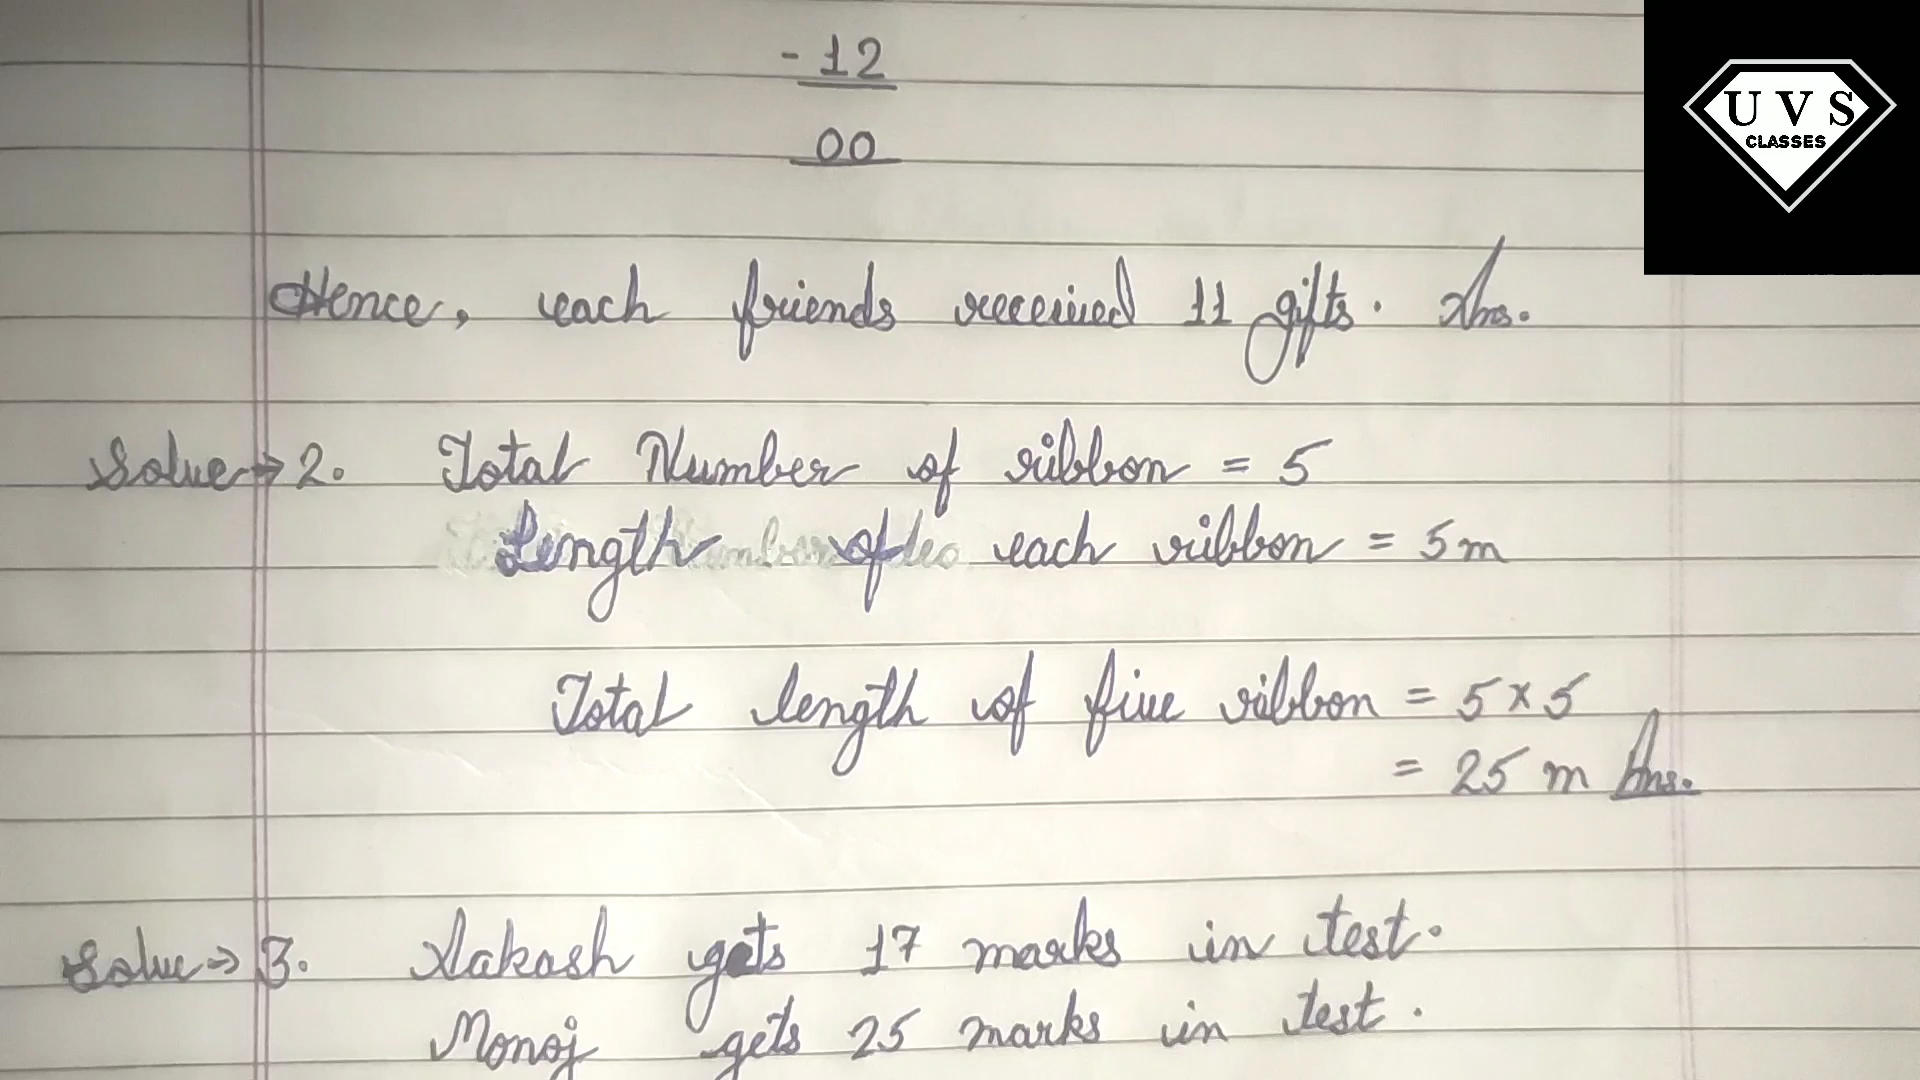 - 12
00
U V S
CLASSES
Hence, each friends received 11 gifts. Ans.
Solve → 2. Total Number of ribbon = 5
Length of each ribbon = 5 m
Total length of five ribbon = 5 × 5
= 25 m Ans.
Solve → 3. Aakash gets 17 marks in test.
Monoj gets 25 marks in test.